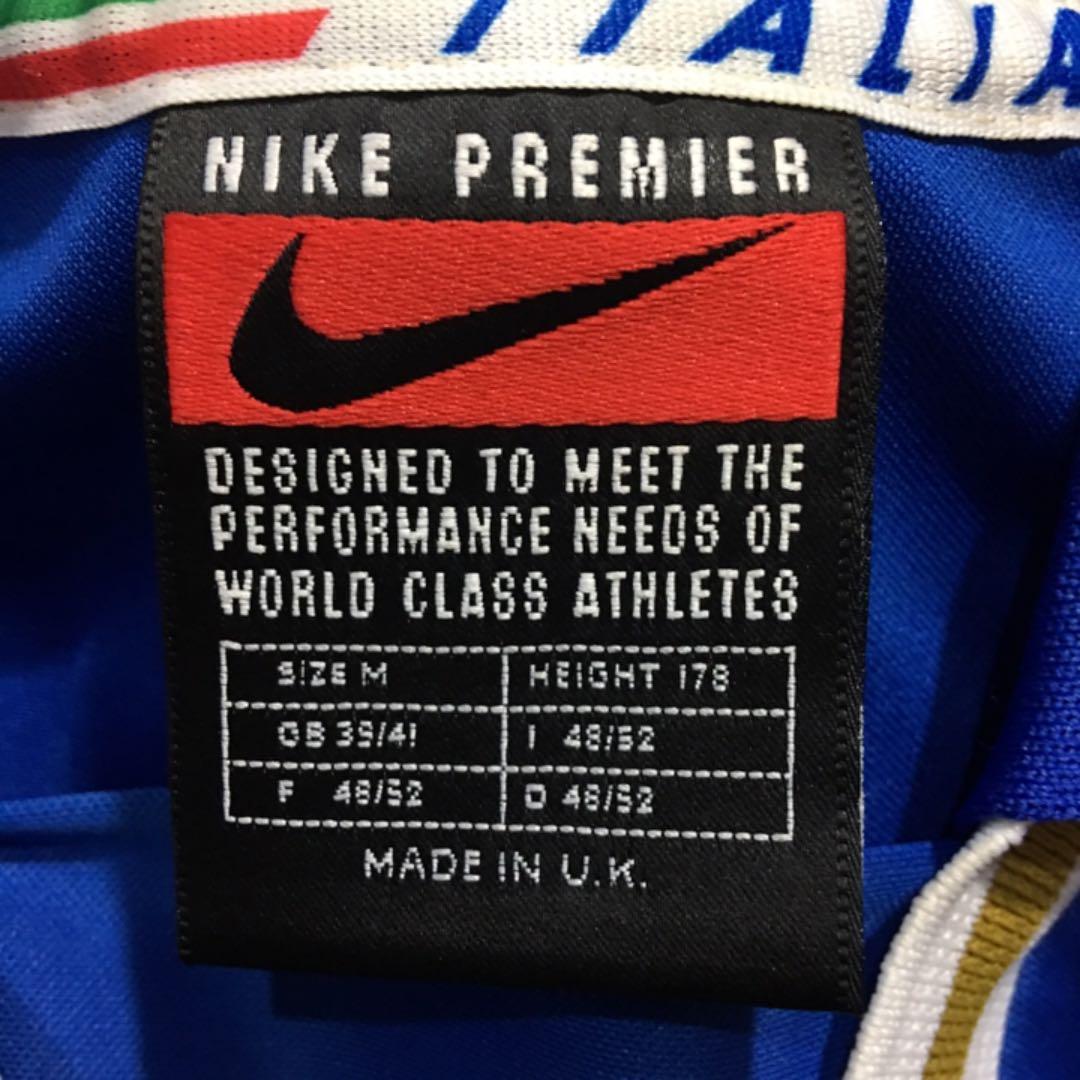 ITALIA
NIKE PREMIER
DESIGNED TO MEET THE
PERFORMANCE NEEDS OF
WORLD CLASS ATHLETES
SIZE M HEIGHT 178
GB 39/41 I 48/52
F 48/52 D 48/52
MADE IN U.K.